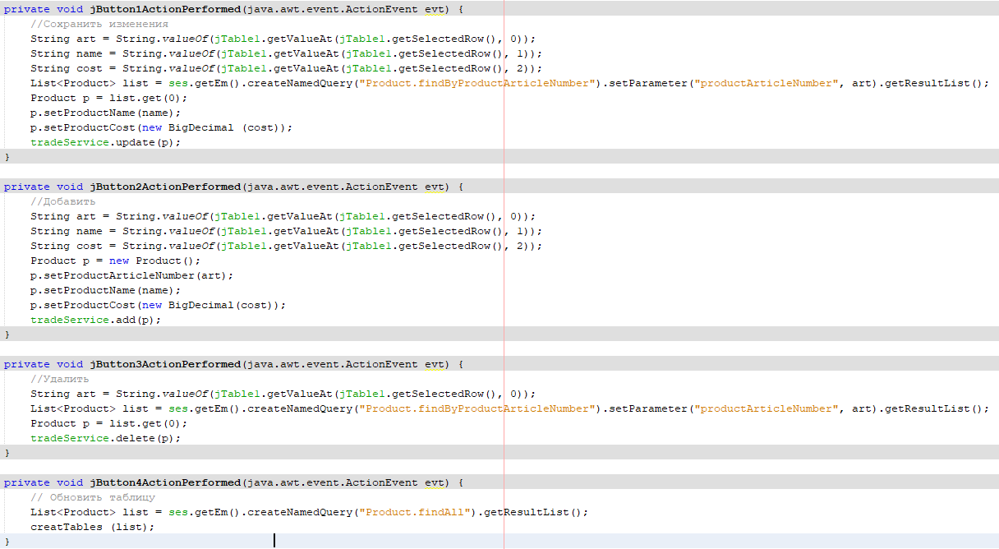 private void jButton1ActionPerformed(java.awt.event.ActionEvent evt) {
    //Сохранить изменения
    String art = String.valueOf(jTable1.getValueAt(jTable1.getSelectedRow(), 0));
    String name = String.valueOf(jTable1.getValueAt(jTable1.getSelectedRow(), 1));
    String cost = String.valueOf(jTable1.getValueAt(jTable1.getSelectedRow(), 2));
    List<Product> list = ses.getEm().createNamedQuery("Product.findByProductArticleNumber").setParameter("productArticleNumber", art).getResultList();
    Product p = list.get(0);
    p.setProductName(name);
    p.setProductCost(new BigDecimal (cost));
    tradeService.update(p);
}
private void jButton2ActionPerformed(java.awt.event.ActionEvent evt) {
    //Добавить
    String art = String.valueOf(jTable1.getValueAt(jTable1.getSelectedRow(), 0));
    String name = String.valueOf(jTable1.getValueAt(jTable1.getSelectedRow(), 1));
    String cost = String.valueOf(jTable1.getValueAt(jTable1.getSelectedRow(), 2));
    Product p = new Product();
    p.setProductArticleNumber(art);
    p.setProductName(name);
    p.setProductCost(new BigDecimal(cost));
    tradeService.add(p);
}
private void jButton3ActionPerformed(java.awt.event.ActionEvent evt) {
    //Удалить
    String art = String.valueOf(jTable1.getValueAt(jTable1.getSelectedRow(), 0));
    List<Product> list = ses.getEm().createNamedQuery("Product.findByProductArticleNumber").setParameter("productArticleNumber", art).getResultList();
    Product p = list.get(0);
    tradeService.delete(p);
}
private void jButton4ActionPerformed(java.awt.event.ActionEvent evt) {
    // Обновить таблицу
    List<Product> list = ses.getEm().createNamedQuery("Product.findAll").getResultList();
    creatTables (list);
}